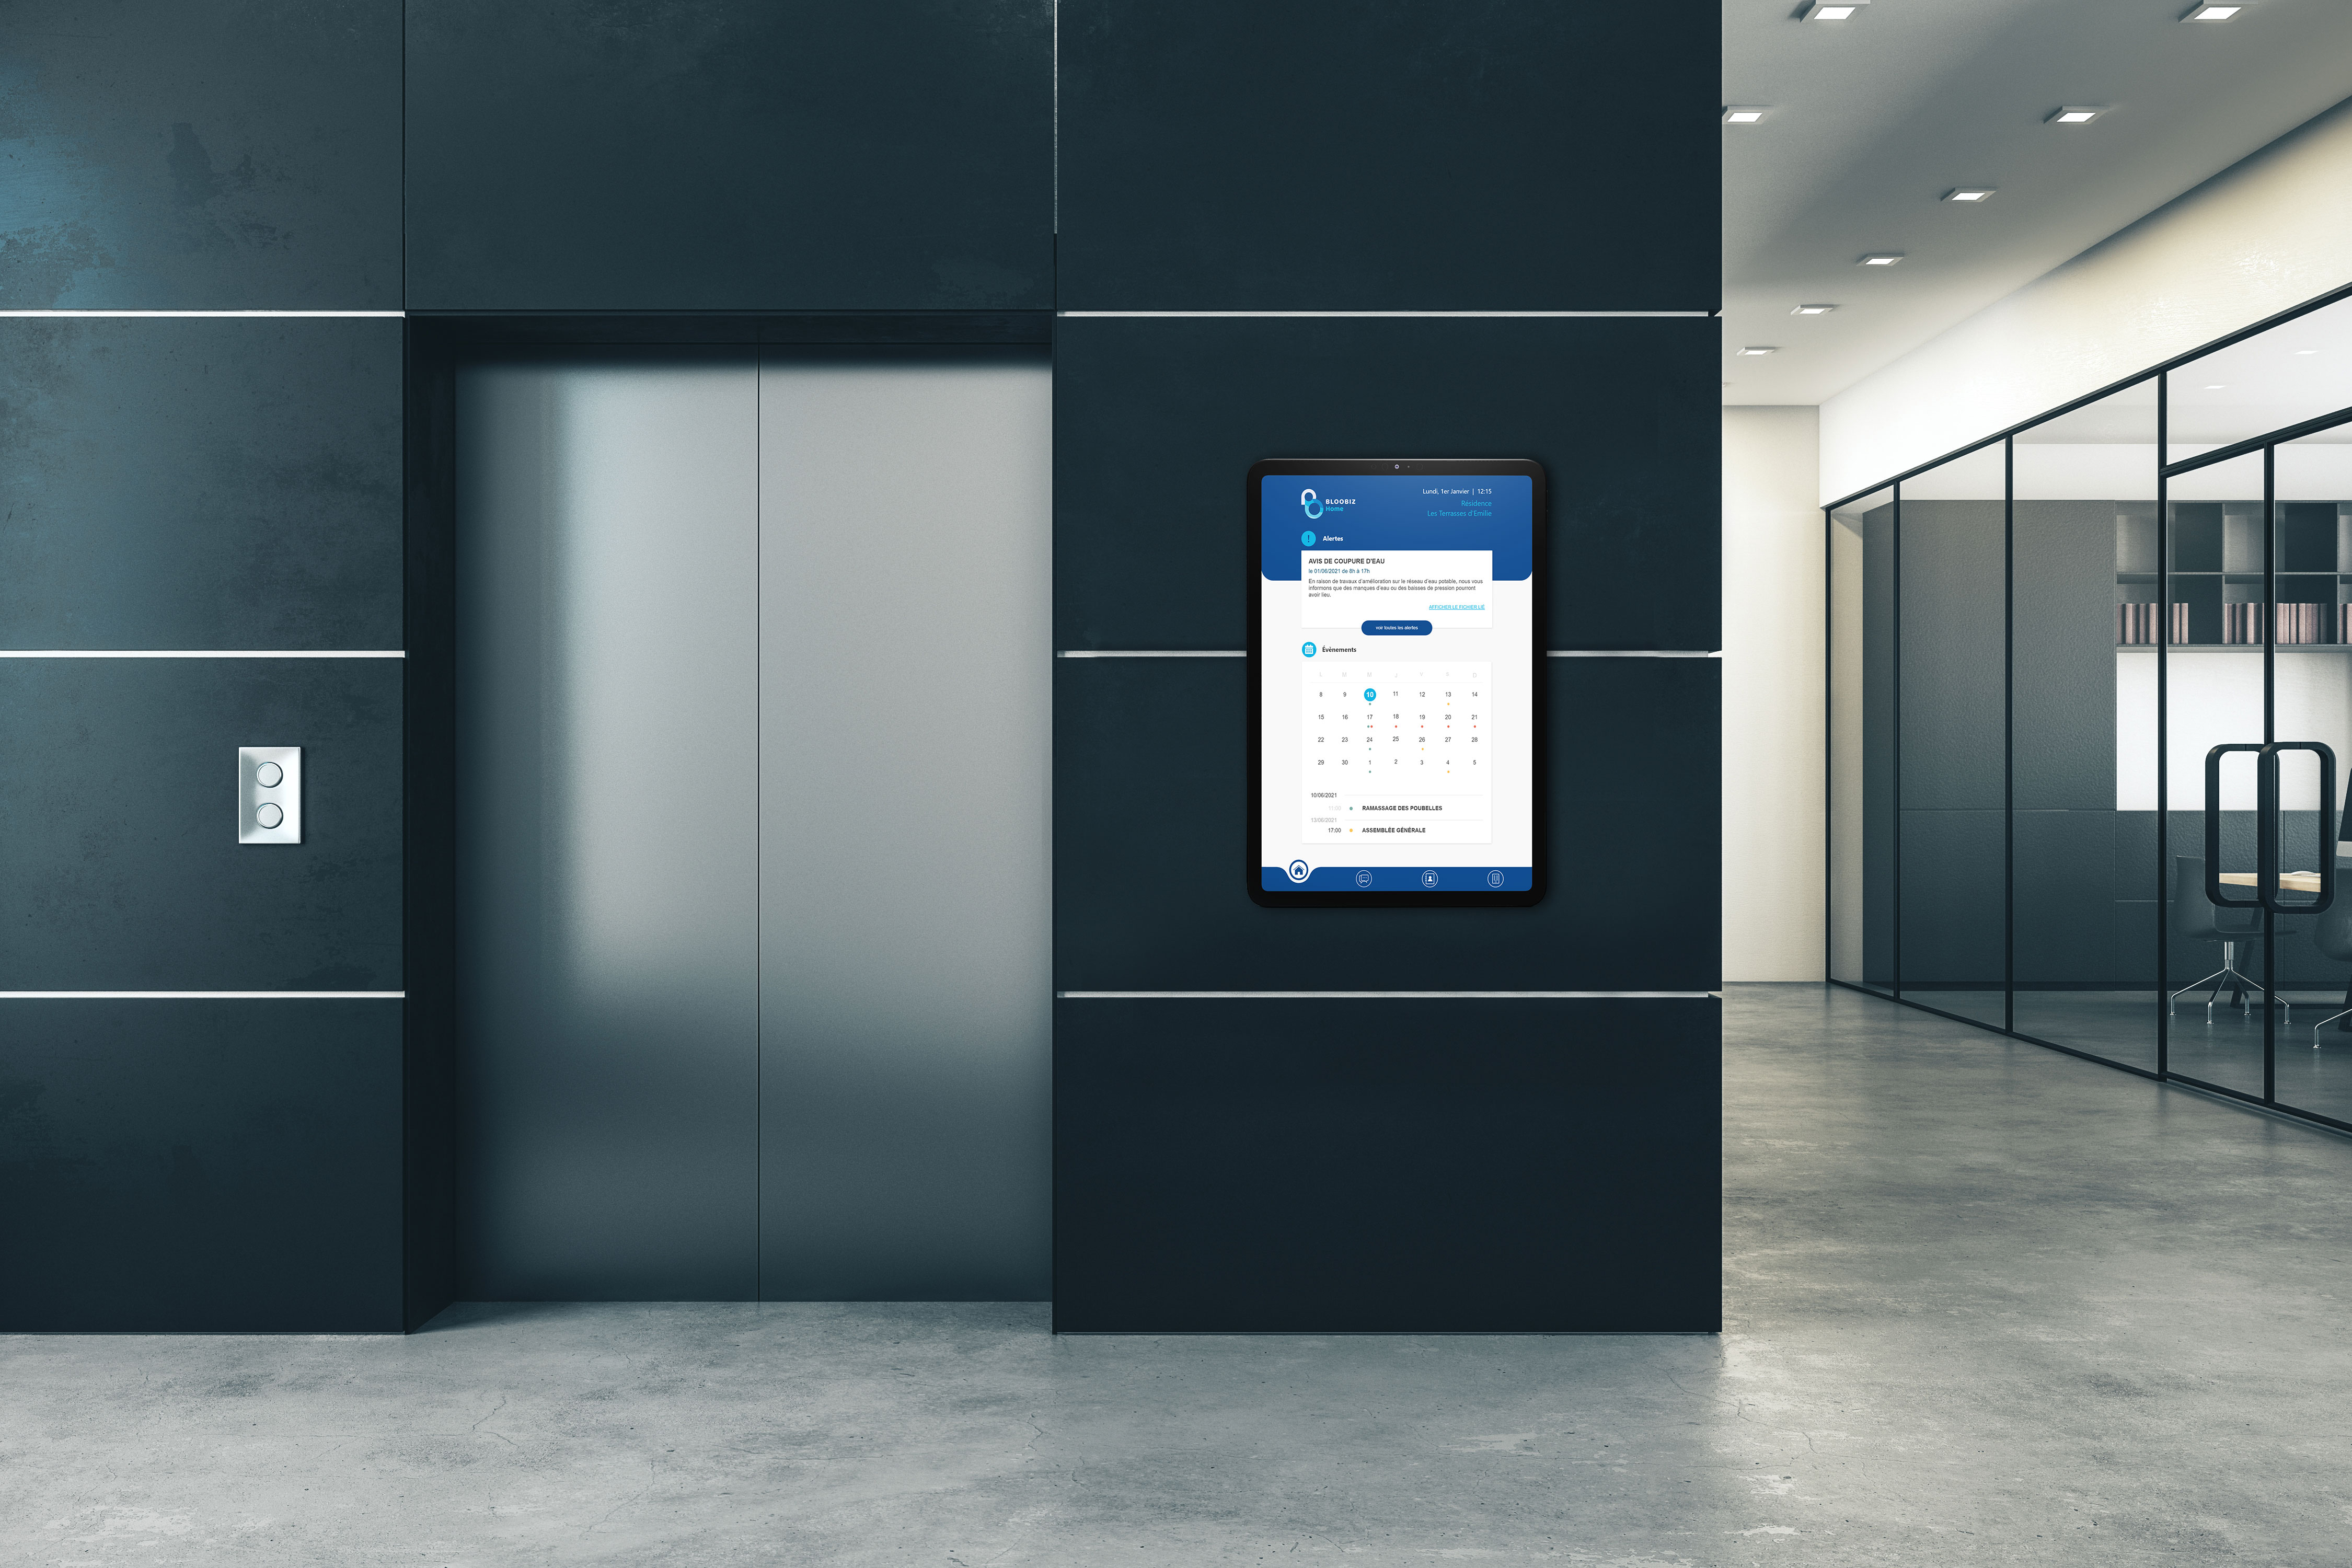 BLOOBIZ
Home
Lundi, 1er Janvier | 12:15
Résidence
Les Terrasses d'Emilie
Alertes
AVIS DE COUPURE D'EAU
le 01/06/2021 de 8h à 17h
En raison de travaux d'amélioration sur le réseau d'eau potable, nous vous
informons que des manques d'eau ou des baisses de pression pourront
avoir lieu.
AFFICHER LE FICHIER LIÉ
voir toutes les alertes
Évènements
L M M J V S D
8 9 10 11 12 13 14
15 16 17 18 19 20 21
22 23 24 25 26 27 28
29 30 1 2 3 4 5
10/06/2021
11:00 RAMASSAGE DES POUBELLES
13/06/2021
17:00 ASSEMBLÉE GÉNÉRALE